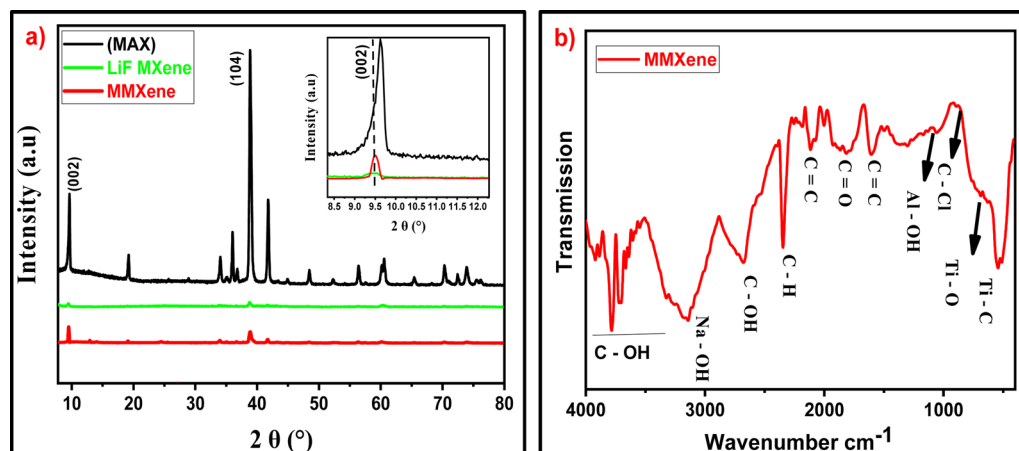 a)
(MAX)
LiF MXene
MMXene
(002)
(104)
Intensity (a.u)
10 20 30 40 50 60 70 80
2 θ (°)
(002)
Intensity (a.u)
8.5 9.0 9.5 10.0 10.5 11.0 11.5 12.0
2 θ (°)
b)
MMXene
Transmission
C - OH
Na - OH
C - OH
C - H
C = C
C = O
C = C
Al - OH
C - Cl
Ti - O
Ti - C
4000 3000 2000 1000
Wavenumber cm-1